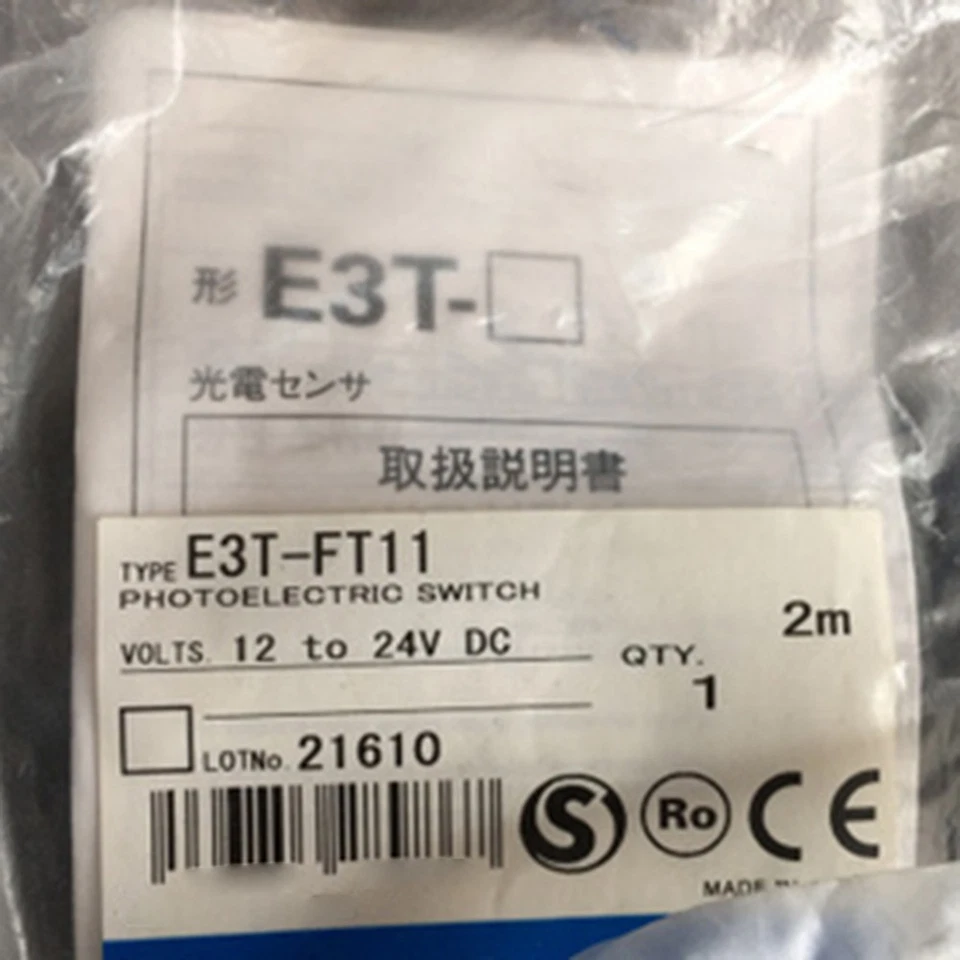 形 E3T-□
光電センサ
取扱説明書
TYPE E3T-FT11
PHOTOELECTRIC SWITCH
2m
VOLTS. 12 to 24V DC
QTY.
1
LOTNo. 21610
S Ro CE
MADE